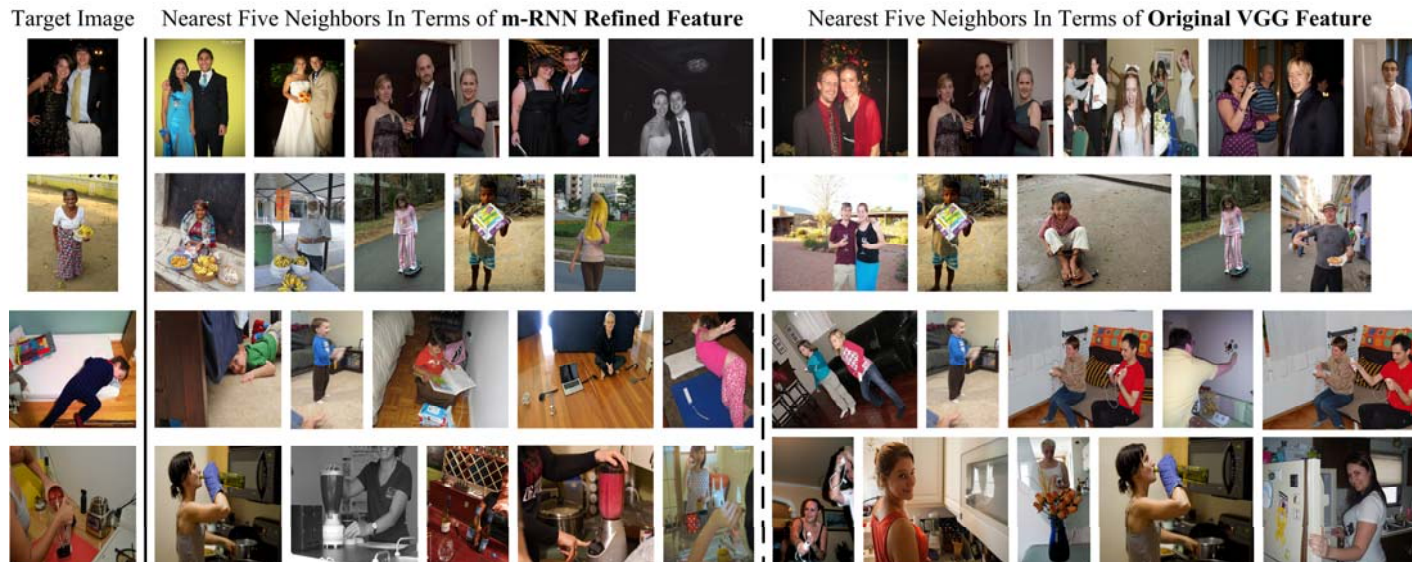 Target Image
Nearest Five Neighbors In Terms of m-RNN Refined Feature
Nearest Five Neighbors In Terms of Original VGG Feature